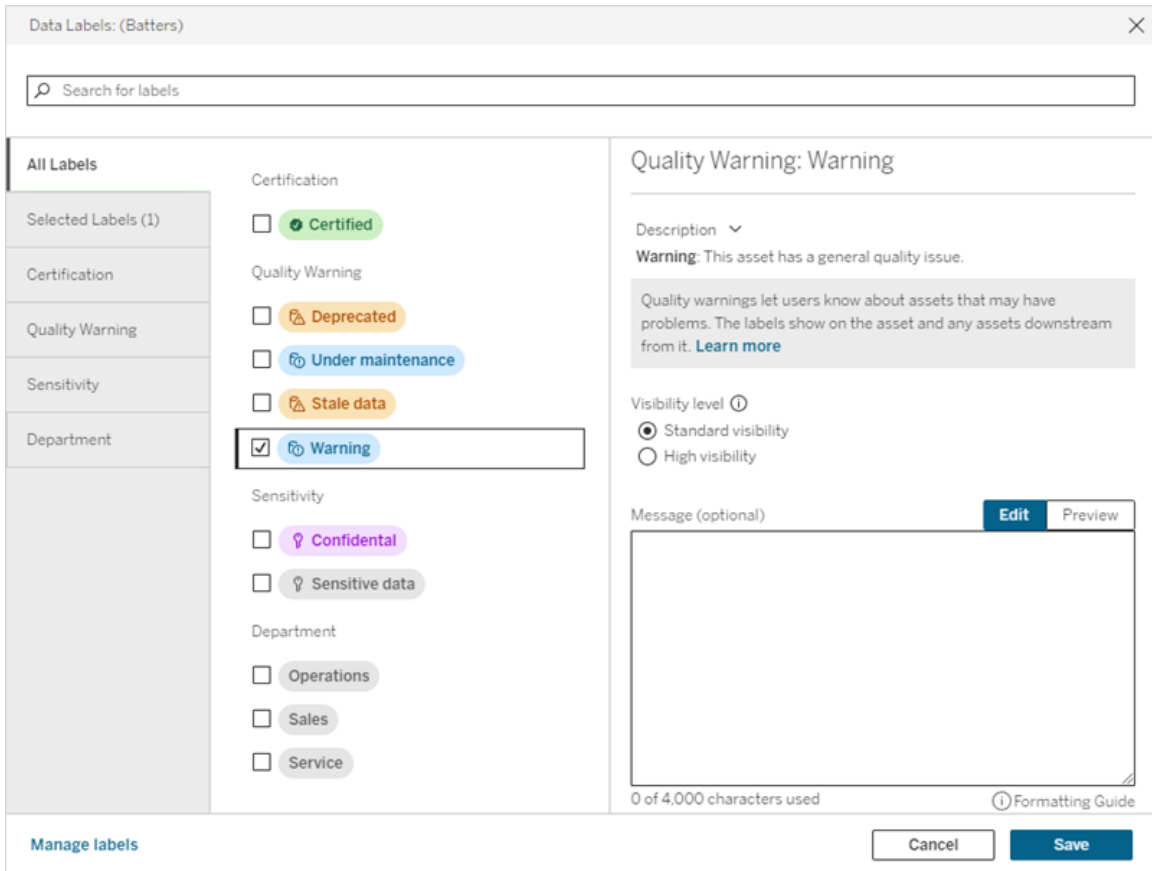 Data Labels: (Batters)
Search for labels
All Labels
Selected Labels (1)
Certification
Quality Warning
Sensitivity
Department
Certification
Certified
Quality Warning
Deprecated
Under maintenance
Stale data
Warning
Sensitivity
Confidental
Sensitive data
Department
Operations
Sales
Service
Quality Warning: Warning
Description
Warning: This asset has a general quality issue.
Quality warnings let users know about assets that may have
problems. The labels show on the asset and any assets downstream
from it. Learn more
Visibility level
Standard visibility
High visibility
Message (optional)
Edit Preview
0 of 4,000 characters used
Formatting Guide
Manage labels
Cancel
Save